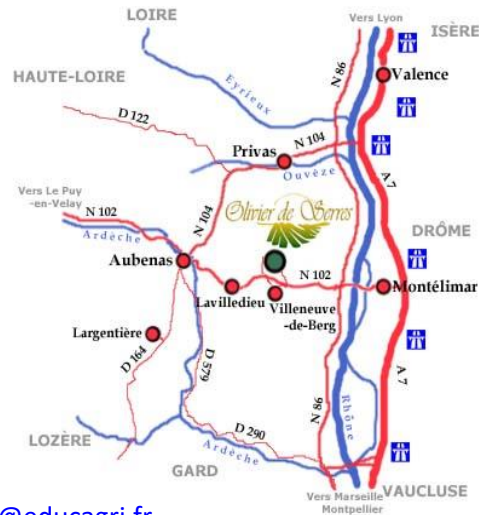 LOIRE
Vers Lyon
ISÈRE
HAUTE-LOIRE
Eyrieux
N 86
Valence
D 122
Privas
N 104
Ouvèze
A 7
Vers Le Puy
-en-Velay
N 102
Ardèche
N 104
Olivier de Serres
DRÔME
Aubenas
N 102
Lavilledieu
Villeneuve
-de-Berg
Montélimar
Largentière
D 164
D 579
A 7
N 86
Rhône
LOZÈRE
D 290
Ardèche
GARD
Vers Marseille
Montpellier
VAUCLUSE
@educagri.fr